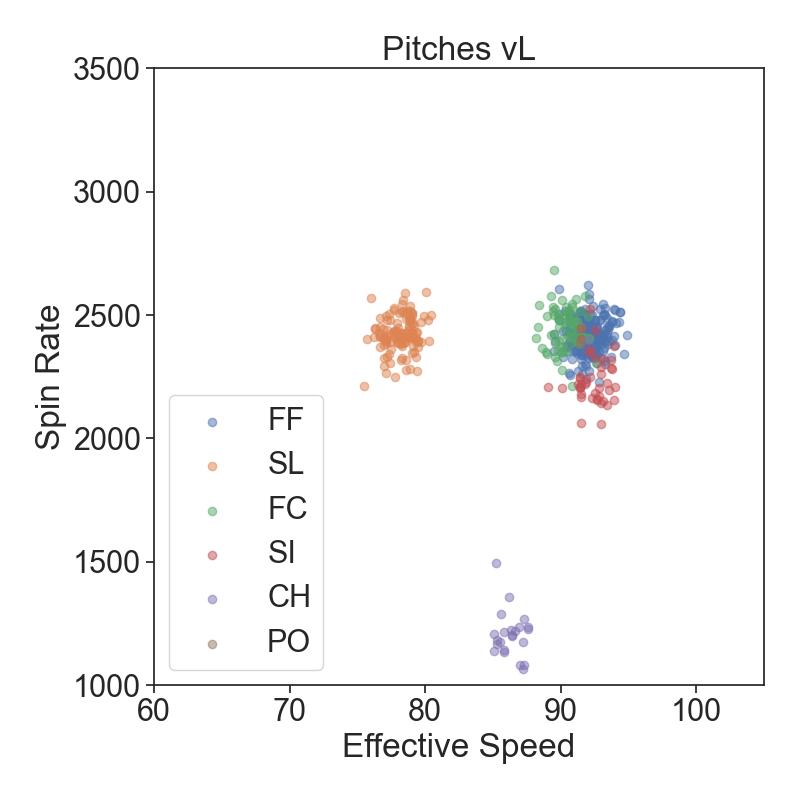 Pitches vL
3500
3000
2500
2000
1500
1000
Spin Rate
FF
SL
FC
SI
CH
PO
60 70 80 90 100
Effective Speed